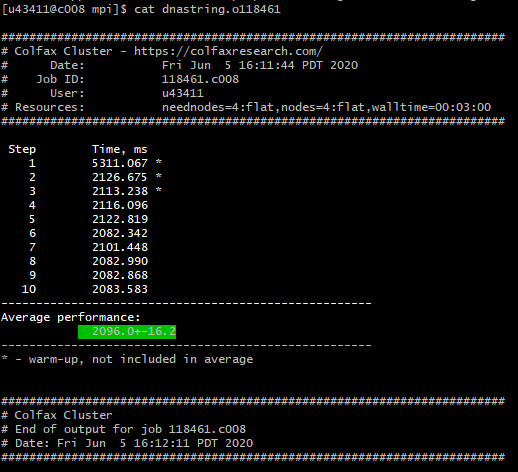 [u43411@c008 mpi]$ cat dnastring.o118461
########################################################################
# Colfax Cluster - https://colfaxresearch.com/
#      Date:           Fri Jun  5 16:11:44 PDT 2020
#    Job ID:           118461.c008
#      User:           u43411
# Resources:           neednodes=4:flat,nodes=4:flat,walltime=00:03:00
########################################################################
 Step        Time, ms
    1        5311.067 *
    2        2126.675 *
    3        2113.238 *
    4        2116.096
    5        2122.819
    6        2082.342
    7        2101.448
    8        2082.990
    9        2082.868
   10        2083.583
-----------------------------------------------------
Average performance:
             2096.0+-16.2
-----------------------------------------------------
* - warm-up, not included in average
########################################################################
# Colfax Cluster
# End of output for job 118461.c008
# Date: Fri Jun  5 16:12:11 PDT 2020
########################################################################